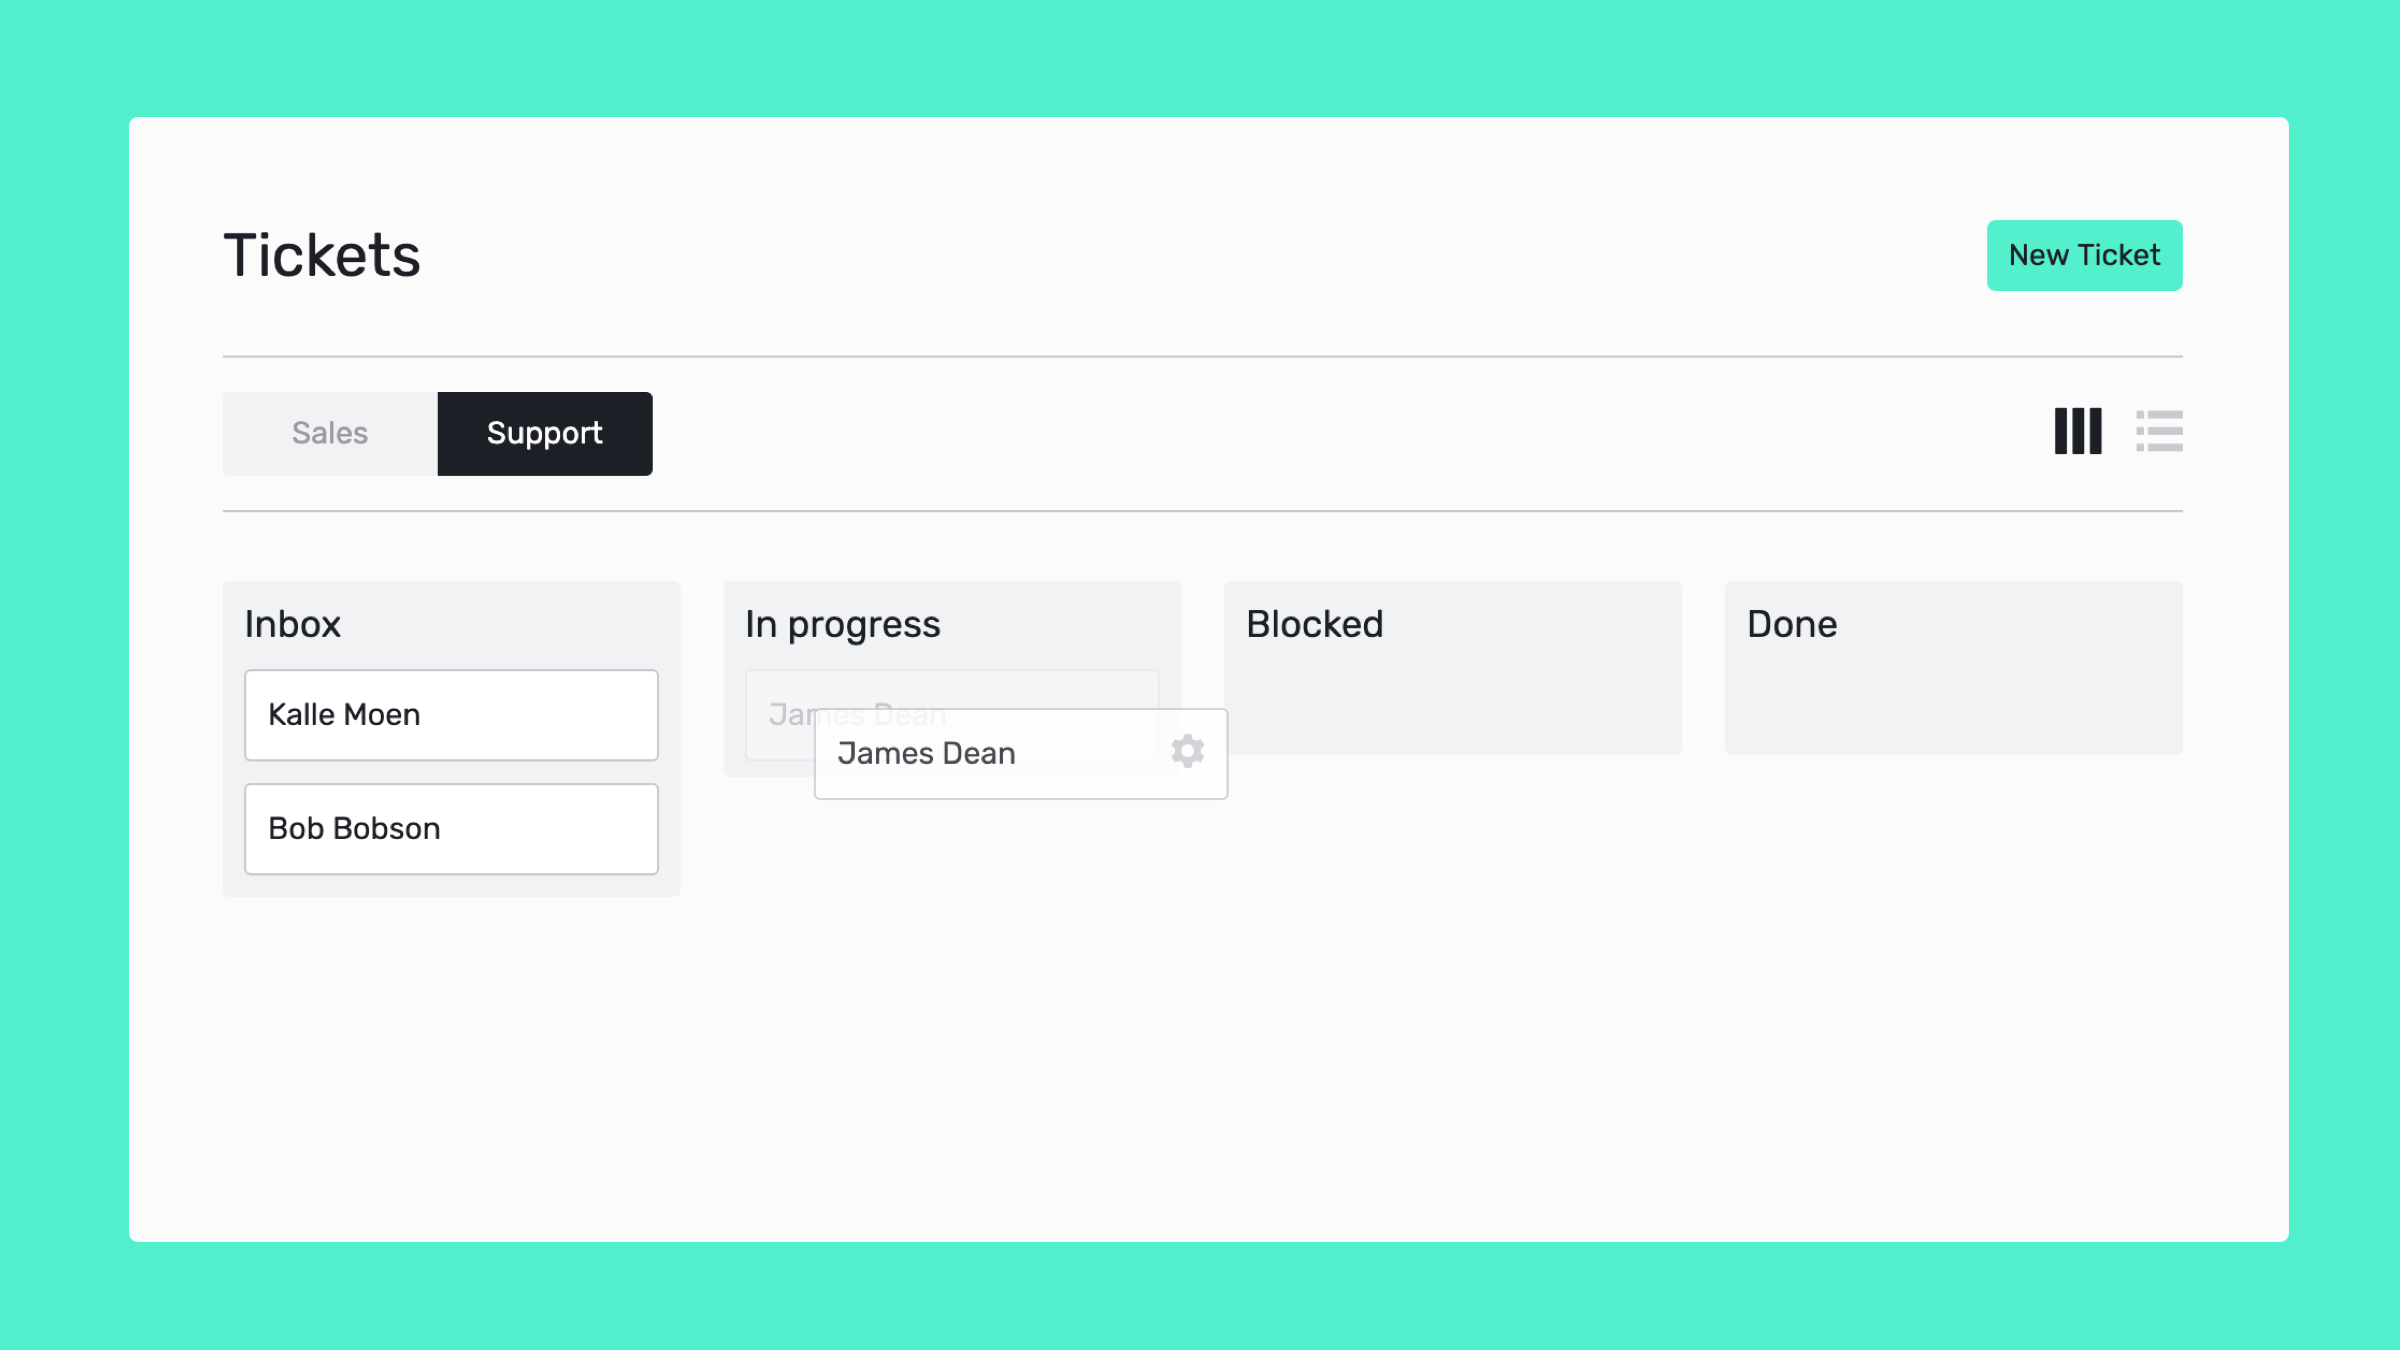 Tickets
New Ticket
Sales
Support
Inbox
Kalle Moen
Bob Bobson
In progress
James Dean
James Dean
Blocked
Done